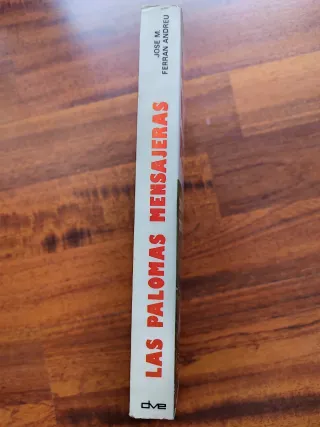 JOSE M.
FERRAN ANDREU
LAS PALOMAS MENSAJERAS
dve